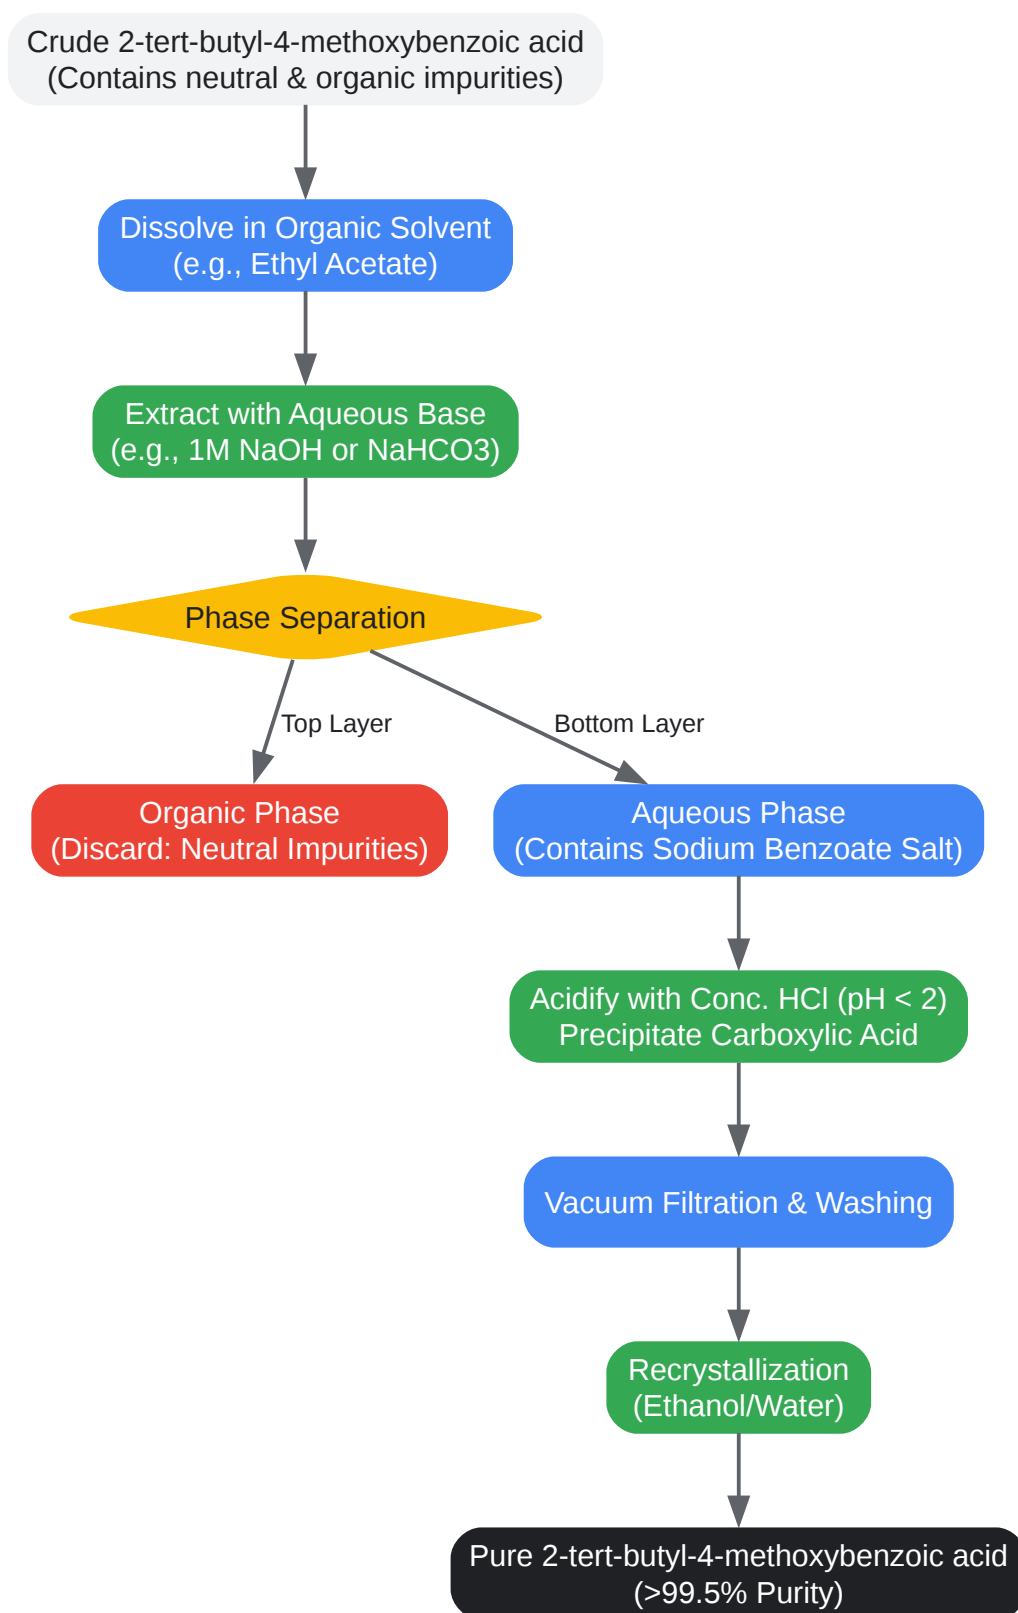 Crude 2-tert-butyl-4-methoxybenzoic acid
(Contains neutral & organic impurities)
Dissolve in Organic Solvent
(e.g., Ethyl Acetate)
Extract with Aqueous Base
(e.g., 1M NaOH or NaHCO3)
Phase Separation
Top Layer
Bottom Layer
Organic Phase
(Discard: Neutral Impurities)
Aqueous Phase
(Contains Sodium Benzoate Salt)
Acidify with Conc. HCl (pH < 2)
Precipitate Carboxylic Acid
Vacuum Filtration & Washing
Recrystallization
(Ethanol/Water)
Pure 2-tert-butyl-4-methoxybenzoic acid
(>99.5% Purity)